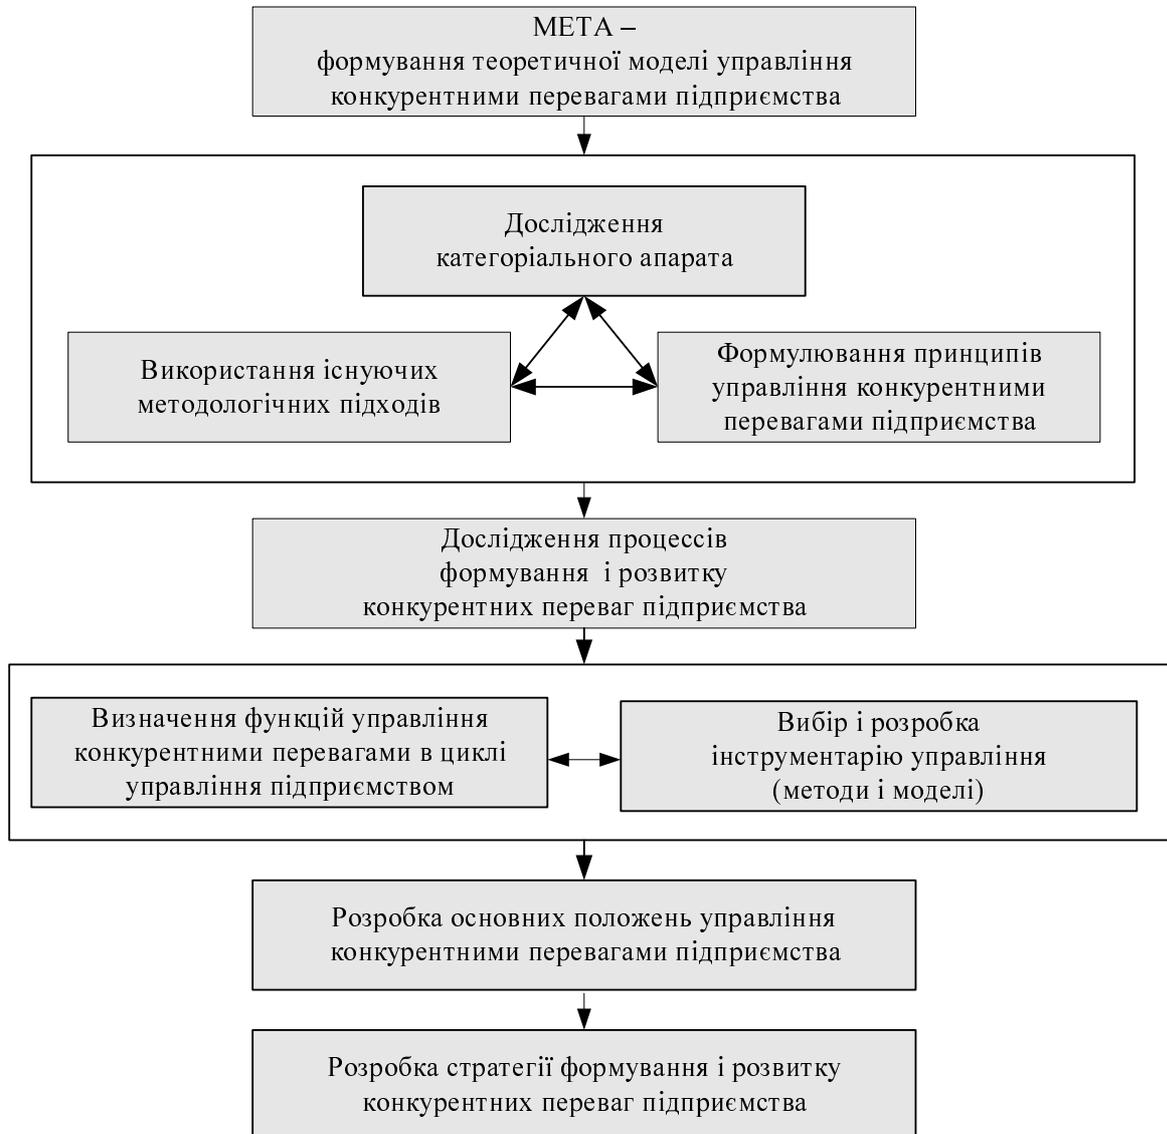 МЕТА –
формування теоретичної моделі управління
конкурентними перевагами підприємства
Дослідження
категоріального апарата
Використання існуючих
методологічних підходів
Формулювання принципів
управління конкурентними
перевагами підприємства
Дослідження процессів
формування і розвитку
конкурентних переваг підприємства
Визначення функцій управління
конкурентними перевагами в циклі
управління підприємством
Вибір і розробка
інструментарію управління
(методи і моделі)
Розробка основних положень управління
конкурентними перевагами підприємства
Розробка стратегії формування і розвитку
конкурентних переваг підприємства